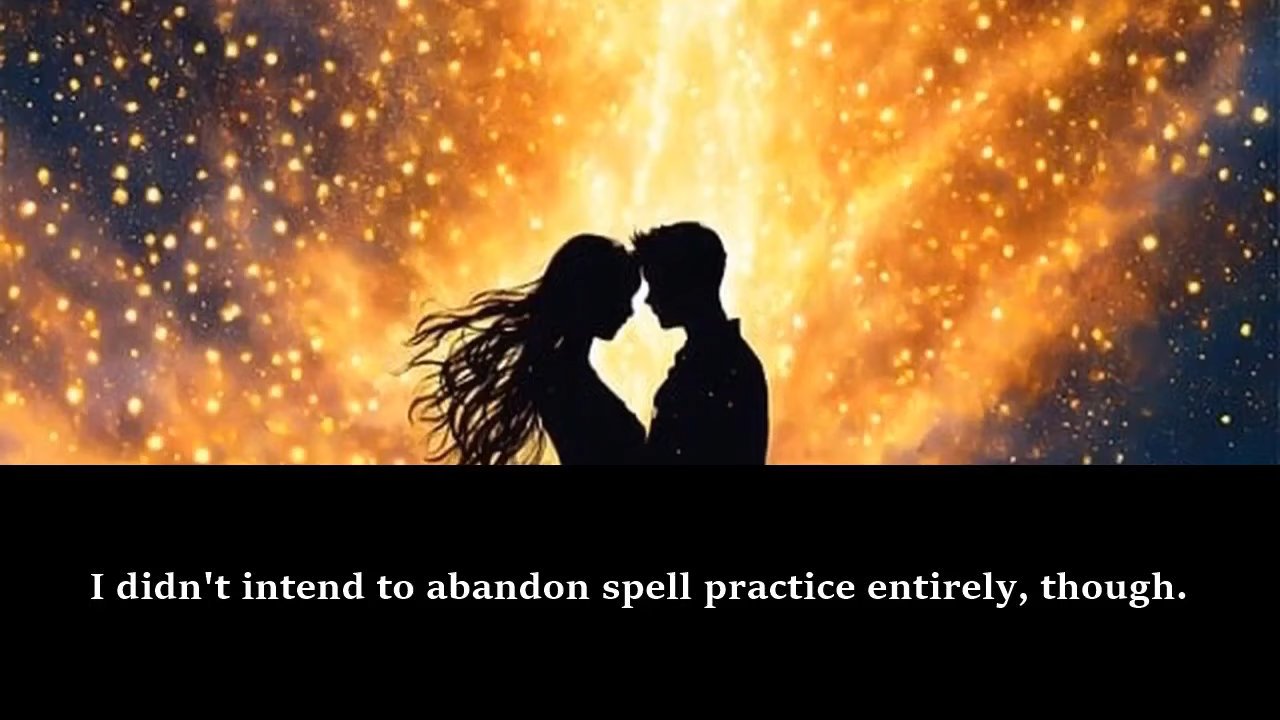 I didn't intend to abandon spell practice entirely, though.